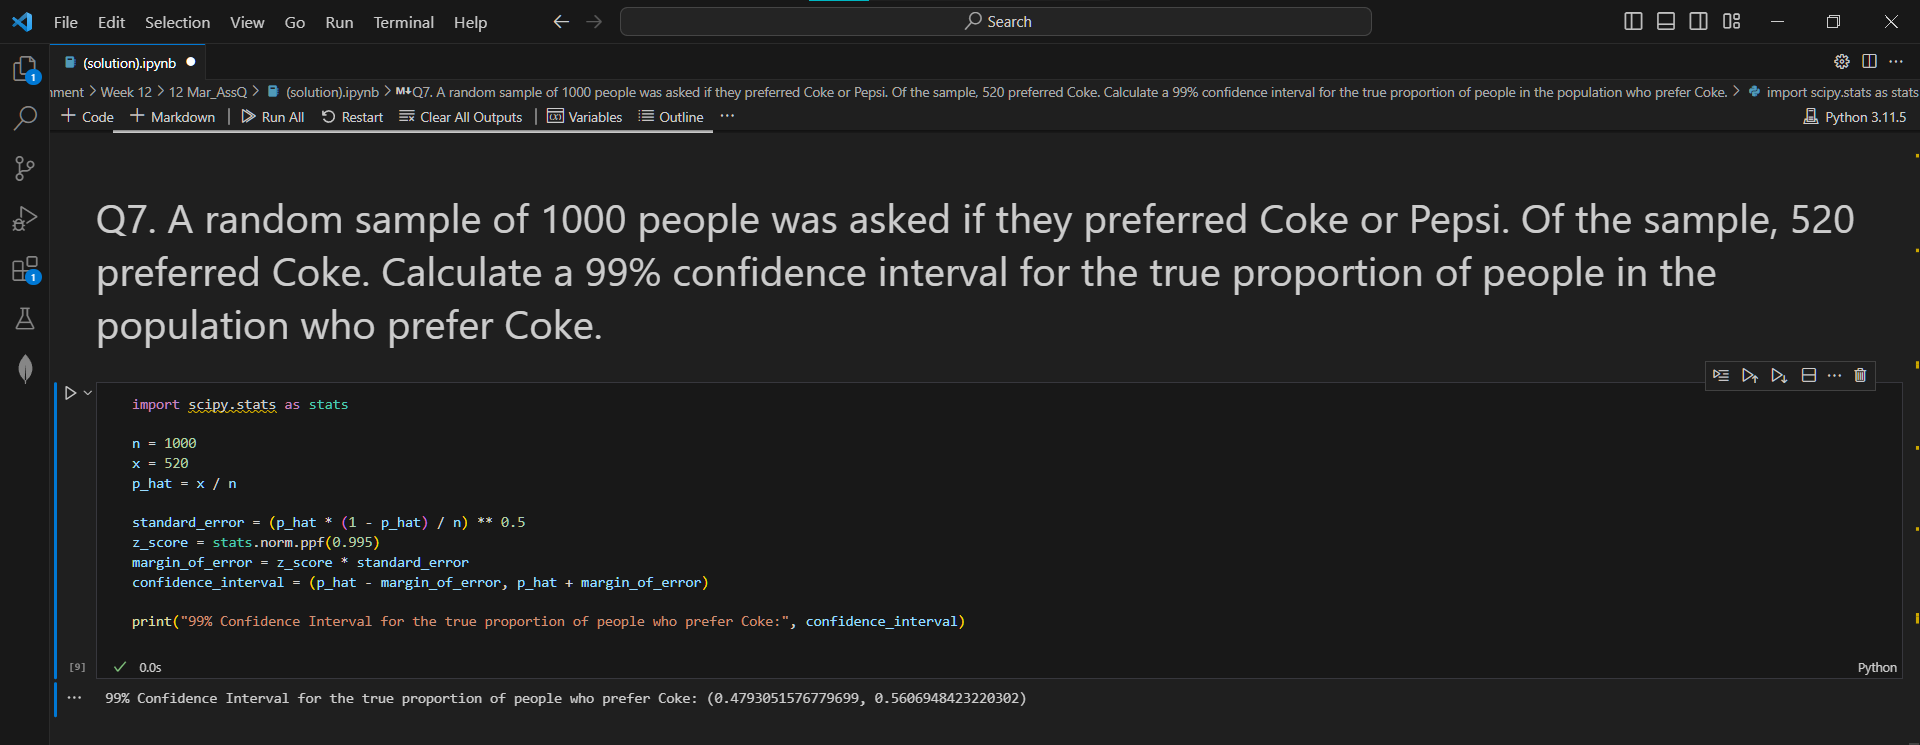 File Edit Selection View Go Run Terminal Help
Search
(solution).ipynb
1
nment > Week 12 > 12 Mar_AssQ > (solution).ipynb > M↓Q7. A random sample of 1000 people was asked if they preferred Coke or Pepsi. Of the sample, 520 preferred Coke. Calculate a 99% confidence interval for the true proportion of people in the population who prefer Coke. > import scipy.stats as stats
+ Code + Markdown | Run All Restart Clear All Outputs | Variables Outline ...
Python 3.11.5
1
Q7. A random sample of 1000 people was asked if they preferred Coke or Pepsi. Of the sample, 520
preferred Coke. Calculate a 99% confidence interval for the true proportion of people in the
population who prefer Coke.
import scipy.stats as stats
n = 1000
x = 520
p_hat = x / n
standard_error = (p_hat * (1 - p_hat) / n) ** 0.5
z_score = stats.norm.ppf(0.995)
margin_of_error = z_score * standard_error
confidence_interval = (p_hat - margin_of_error, p_hat + margin_of_error)
print("99% Confidence Interval for the true proportion of people who prefer Coke:", confidence_interval)
[9] ✓ 0.0s
Python
... 99% Confidence Interval for the true proportion of people who prefer Coke: (0.4793051576779699, 0.5606948423220302)